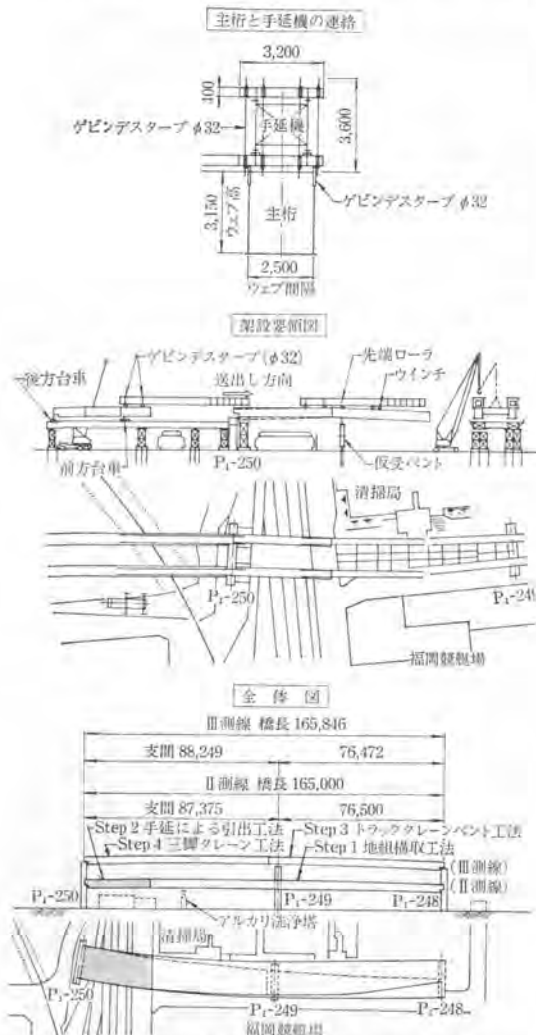 主桁と手延機の連絡
3,200
400
ゲビンデスターブ φ32
手延機
3,600
ゲビンデスターブ φ32
主桁
3,150
ウェブ高
2,500
ウェブ間隔
架設要領図
ゲビンデスターブ(φ32)
先端ローラ
後方台車
送出し方向
ウインチ
前方台車
P₁-250
仮受ベント
清掃局
P₁-250
P₁-249
福岡競艇場
全体図
Ⅲ測線 橋長 165,846
支間 88,249
76,472
Ⅱ測線 橋長 165,000
支間 87,375
76,500
Step 2 手延による引出工法
Step 3 トラッククレーンベント工法
Step 4 三脚クレーン工法
Step 1 地組横取工法
(Ⅲ測線)
(Ⅱ測線)
P₁-250
P₁-249
P₁-248
アルカリ洗浄塔
清掃局
P₁-250
P₁-249
P₁-248
福岡競艇場